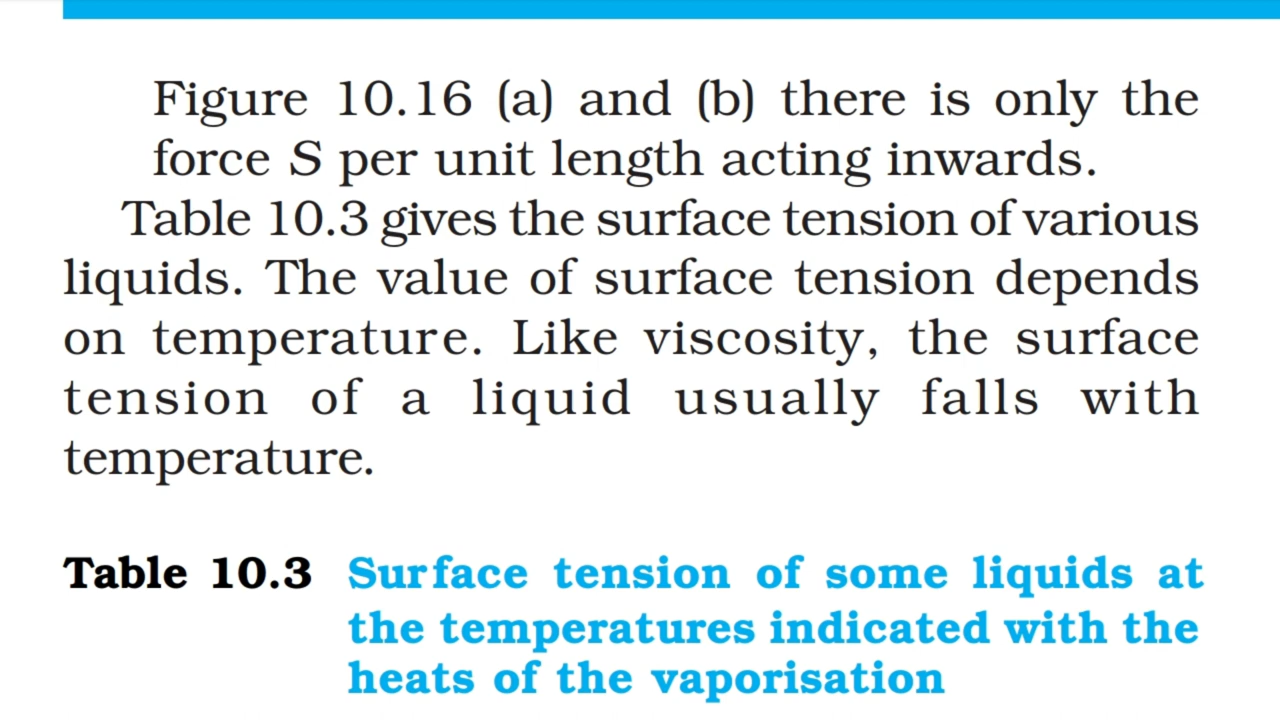 Figure 10.16 (a) and (b) there is only the
force S per unit length acting inwards.
Table 10.3 gives the surface tension of various
liquids. The value of surface tension depends
on temperature. Like viscosity, the surface
tension of a liquid usually falls with
temperature.
Table 10.3 Surface tension of some liquids at
the temperatures indicated with the
heats of the vaporisation